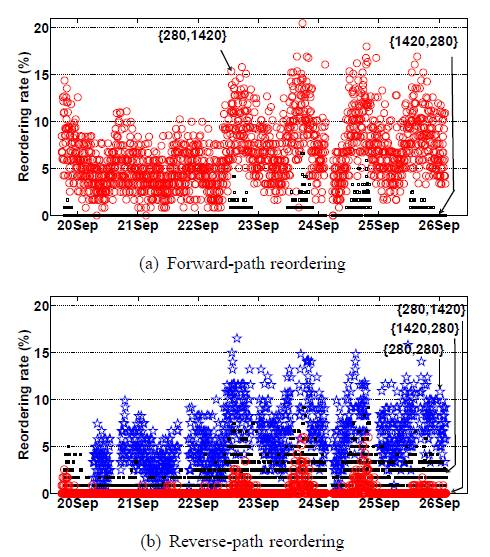 20
15
10
5
0
Reordering rate (%)
{280,1420}
{1420,280}
20Sep 21Sep 22Sep 23Sep 24Sep 25Sep 26Sep
(a) Forward-path reordering
20
15
10
5
0
Reordering rate (%)
{280,1420}
{1420,280}
{280,280}
20Sep 21Sep 22Sep 23Sep 24Sep 25Sep 26Sep
(b) Reverse-path reordering